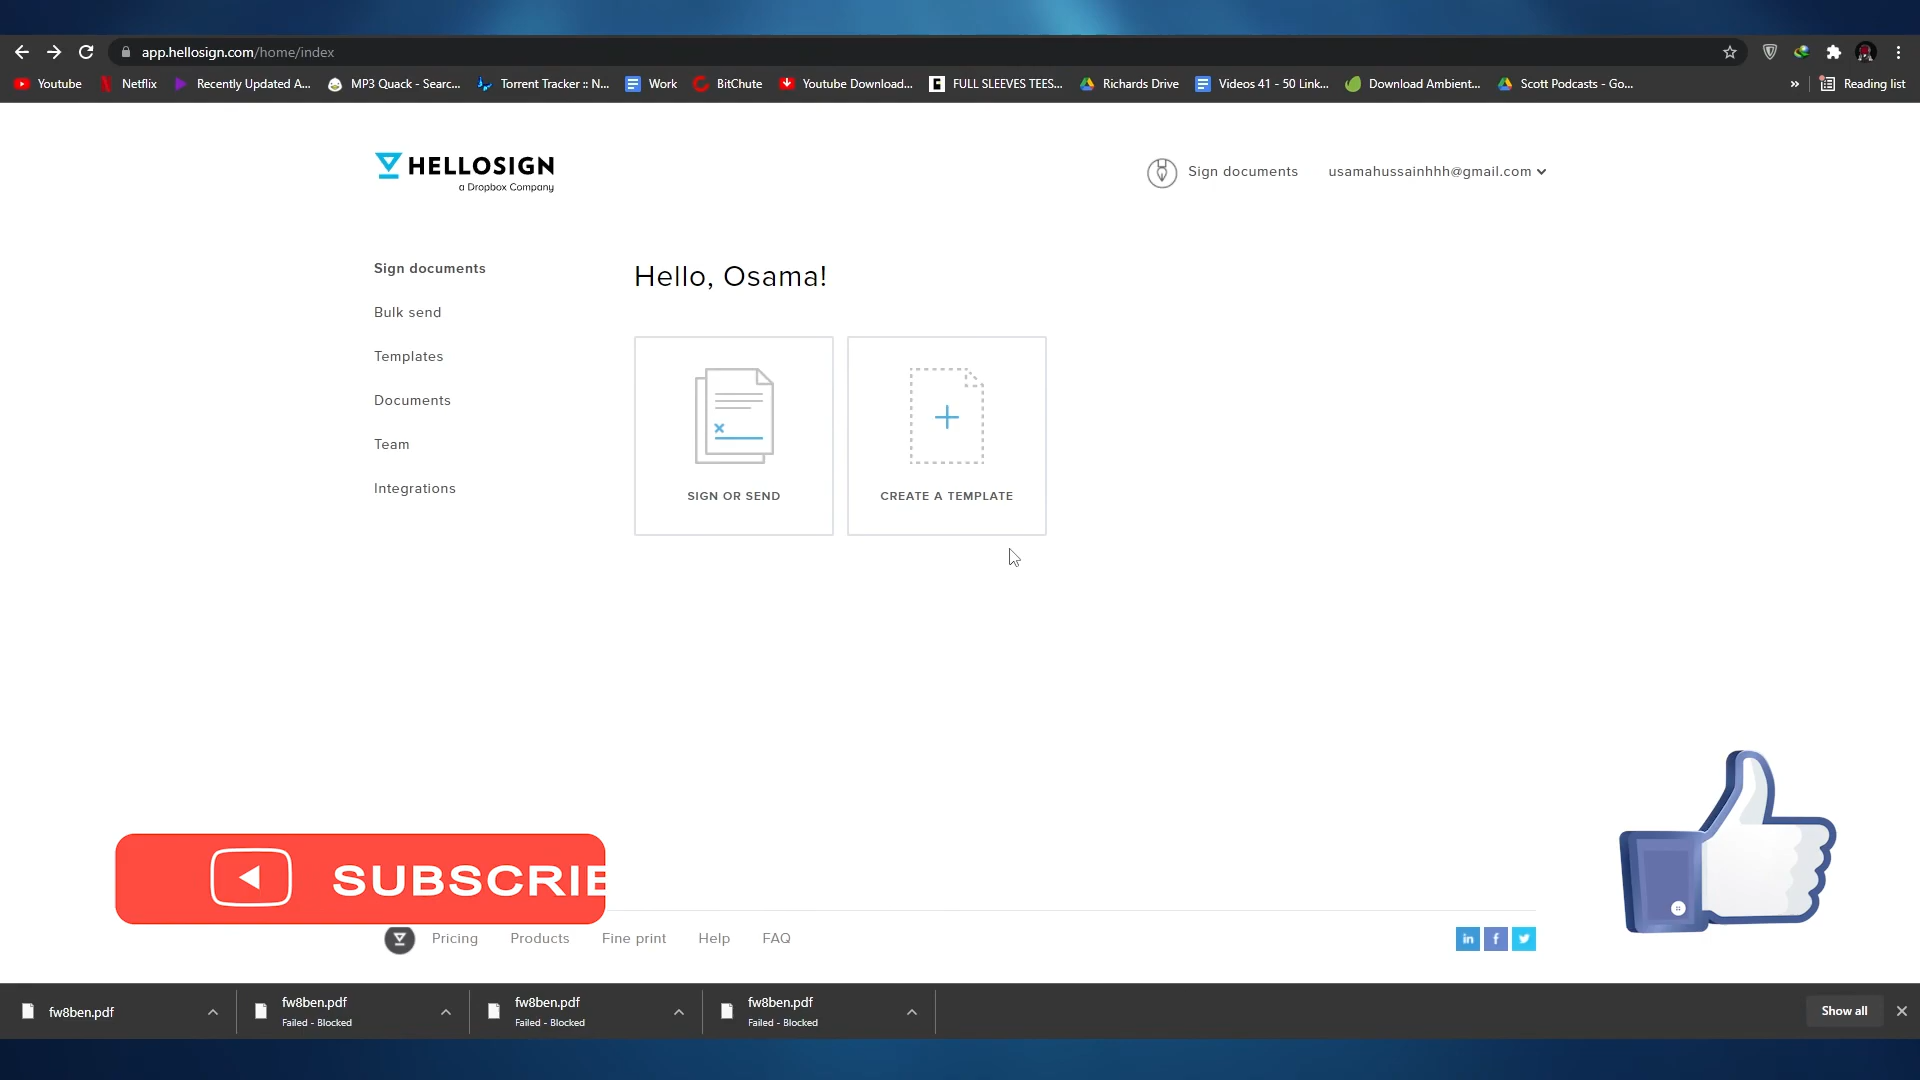 app.hellosign.com/home/index
Youtube
Netflix
Recently Updated A...
MP3 Quack - Searc...
Torrent Tracker :: N...
Work
BitChute
Youtube Download...
FULL SLEEVES TEES...
Richards Drive
Videos 41 - 50 Link...
Download Ambient...
Scott Podcasts - Go...
»
Reading list
HELLOSIGN
a Dropbox Company
Sign documents
usamahussainhhh@gmail.com
Sign documents
Bulk send
Templates
Documents
Team
Integrations
Hello, Osama!
SIGN OR SEND
CREATE A TEMPLATE
SUBSCRIB
Pricing
Products
Fine print
Help
FAQ
in
f
fw8ben.pdf
fw8ben.pdf
Failed - Blocked
fw8ben.pdf
Failed - Blocked
fw8ben.pdf
Failed - Blocked
Show all